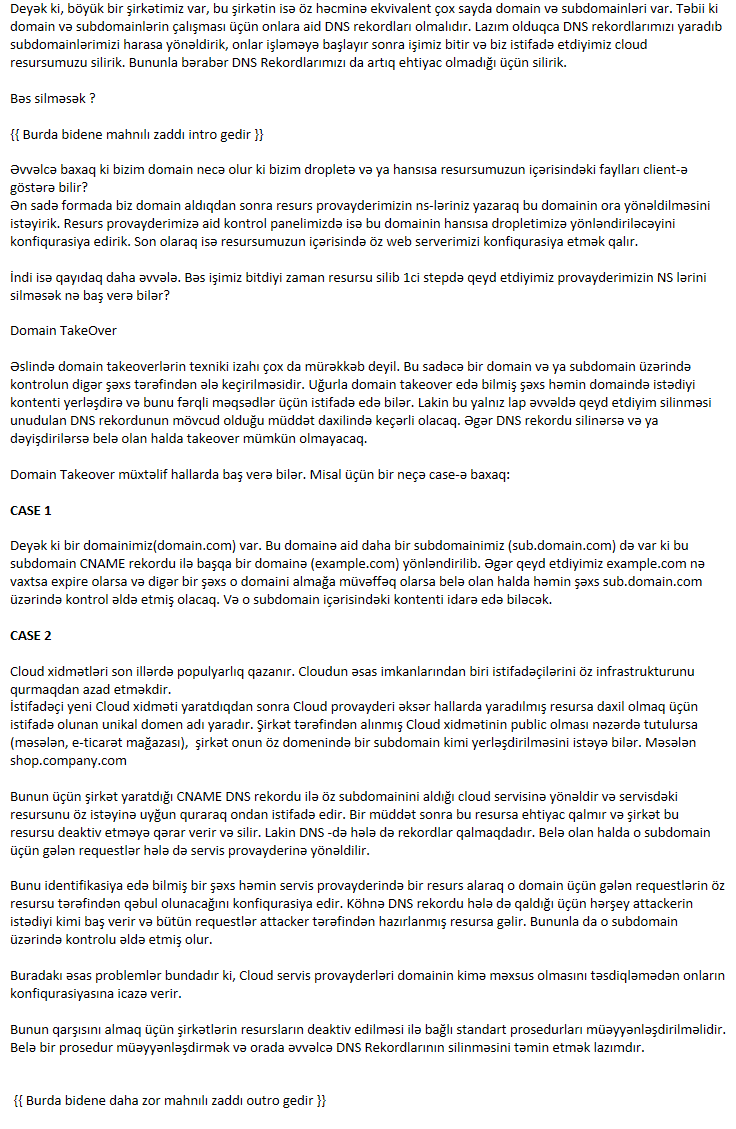 Deyək ki, böyük bir şirkətimiz var, bu şirkətin isə öz həcminə ekvivalent çox sayda domain və subdomainləri var. Təbii ki
domain və subdomainlərin çalışması üçün onlara aid DNS rekordları olmalıdır. Lazım olduqca DNS rekordlarımızı yaradıb
subdomainlərimizi harasa yönəldirik, onlar işləməyə başlayır sonra işimiz bitir və biz istifadə etdiyimiz cloud
resursumuzu silirik. Bununla bərabər DNS Rekordlarımızı da artıq ehtiyac olmadığı üçün silirik.
Bəs silməsək ?
{{ Burda bidene mahnılı zaddı intro gedir }}
Əvvəlcə baxaq ki bizim domain necə olur ki bizim dropletə və ya hansısa resursumuzun içərisindəki faylları client-ə
göstərə bilir?
Ən sadə formada biz domain aldıqdan sonra resurs provayderimizin ns-lərini yazaraq bu domainin ora yönəldilməsini
istəyirik. Resurs provayderimizə aid kontrol panelimizdə isə bu domainin hansısa dropletimizə yönləndiriləcəyini
konfiqurasiya edirik. Son olaraq isə resursumuzun içərisində öz web serverimizi konfiqurasiya etmək qalır.
İndi isə qayıdaq daha əvvələ. Bəs işimiz bitdiyi zaman resursu silib 1ci stepdə qeyd etdiyimiz provayderimizin NS lərini
silməsək nə baş verə bilər?
Domain TakeOver
Əslində domain takeoverlərin texniki izahı çox da mürəkkəb deyil. Bu sadəcə bir domain və ya subdomain üzərində
kontrolun digər şəxs tərəfindən ələ keçirilməsidir. Uğurla domain takeover edə bilmiş şəxs həmin domaində istədiyi
kontenti yerləşdirə və bunu fərqli məqsədlər üçün istifadə edə bilər. Lakin bu yalnız lap əvvəldə qeyd etdiyim silinməsi
unudulan DNS rekordunun mövcud olduğu müddət daxilində keçərli olacaq. Əgər DNS rekordu silinərsə və ya
dəyişdirilərsə belə olan halda takeover mümkün olmayacaq.
Domain Takeover müxtəlif hallarda baş verə bilər. Misal üçün bir neçə case-ə baxaq:
CASE 1
Deyək ki bir domainimiz(domain.com) var. Bu domainə aid daha bir subdomainimiz (sub.domain.com) də var ki bu
subdomain CNAME rekordu ilə başqa bir domainə (example.com) yönləndirilib. Əgər qeyd etdiyimiz example.com nə
vaxtsa expire olarsa və digər bir şəxs o domaini almağa müvəffəq olarsa belə olan halda həmin şəxs sub.domain.com
üzərində kontrol əldə etmiş olacaq. Və o subdomain içərisindəki kontenti idarə edə biləcək.
CASE 2
Cloud xidmətləri son illərdə populyarlıq qazanır. Cloudun əsas imkanlarından biri istifadəçilərini öz infrastrukturunu
qurmaqdan azad etməkdir.
İstifadəçi yeni Cloud xidməti yaratdıqdan sonra Cloud provayderi əksər hallarda yaradılmış resursa daxil olmaq üçün
istifadə olunan unikal domen adı yaradır. Şirkət tərəfindən alınmış Cloud xidmətinin public olması nəzərdə tutulursa
(məsələn, e-ticarət mağazası),  şirkət onun öz domenində bir subdomain kimi yerləşdirilməsini istəyə bilər. Məsələn
shop.company.com
Bunun üçün şirkət yaratdığı CNAME DNS rekordu ilə öz subdomainini aldığı cloud servisinə yönəldir və servisdəki
resursunu öz istəyinə uyğun quraraq ondan istifadə edir. Bir müddət sonra bu resursa ehtiyac qalmır və şirkət bu
resursu deaktiv etməyə qərar verir və silir. Lakin DNS -də hələ də rekordlar qalmaqdadır. Belə olan halda o subdomain
üçün gələn requestlər hələ də servis provayderinə yönəldilir.
Bunu identifikasiya edə bilmiş bir şəxs həmin servis provayderində bir resurs alaraq o domain üçün gələn requestlərin öz
resursu tərəfindən qəbul olunacağını konfiqurasiya edir. Köhnə DNS rekordu hələ də qaldığı üçün hərşey attackerin
istədiyi kimi baş verir və bütün requestlər attacker tərəfindən hazırlanmış resursa gəlir. Bununla da o subdomain
üzərində kontrolu əldə etmiş olur.
Buradakı əsas problemlər bundadır ki, Cloud servis provayderləri domainin kimə məxsus olmasını təsdiqləmədən onların
konfiqurasiyasına icazə verir.
Bunun qarşısını almaq üçün şirkətlərin resursların deaktiv edilməsi ilə bağlı standart prosedurları müəyyənləşdirilməlidir.
Belə bir prosedur müəyyənləşdirmək və orada əvvəlcə DNS Rekordlarının silinməsini təmin etmək lazımdır.
{{ Burda bidene daha zor mahnılı zaddı outro gedir }}